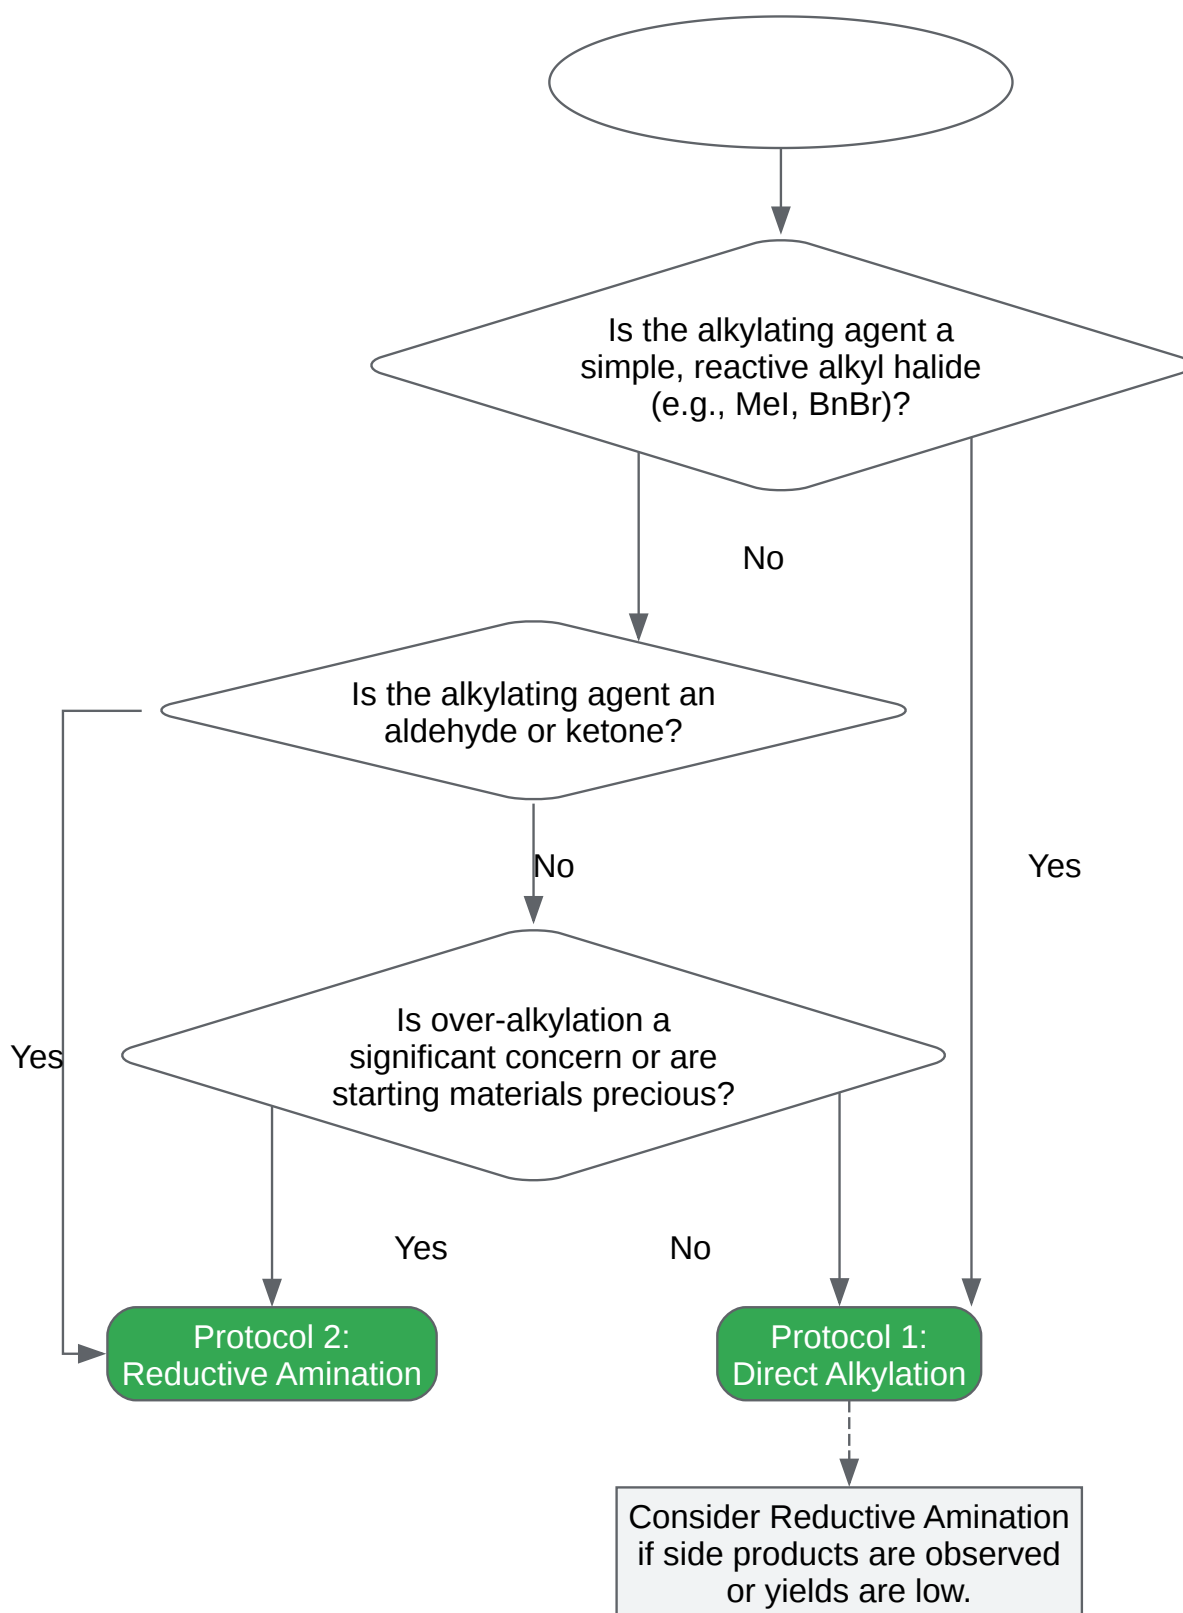 Is the alkylating agent a
simple, reactive alkyl halide
(e.g., MeI, BnBr)?
No
Is the alkylating agent an
aldehyde or ketone?
No
Yes
Is over-alkylation a
significant concern or are
starting materials precious?
Yes
Yes
No
Protocol 2:
Reductive Amination
Protocol 1:
Direct Alkylation
Consider Reductive Amination
if side products are observed
or yields are low.